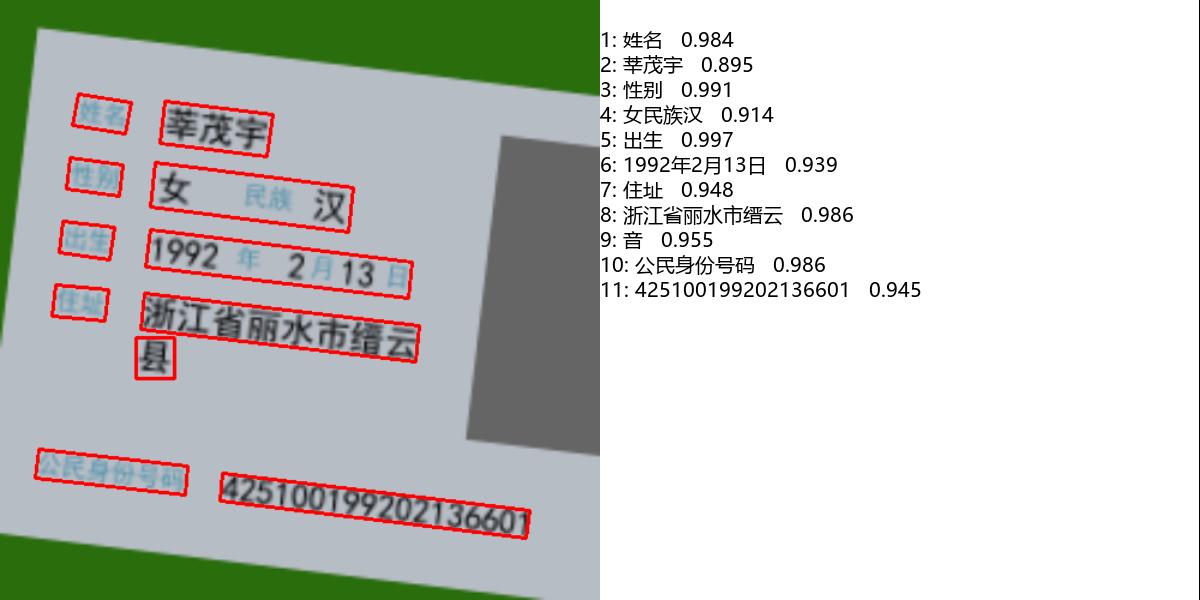 姓名 莘茂宇
性别 女 民族 汉
出生 1992 年 2 月 13 日
住址 浙江省丽水市缙云
县
公民身份号码 425100199202136601
1: 姓名 0.984
2: 莘茂宇 0.895
3: 性别 0.991
4: 女民族汉 0.914
5: 出生 0.997
6: 1992年2月13日 0.939
7: 住址 0.948
8: 浙江省丽水市缙云 0.986
9: 音 0.955
10: 公民身份号码 0.986
11: 425100199202136601 0.945